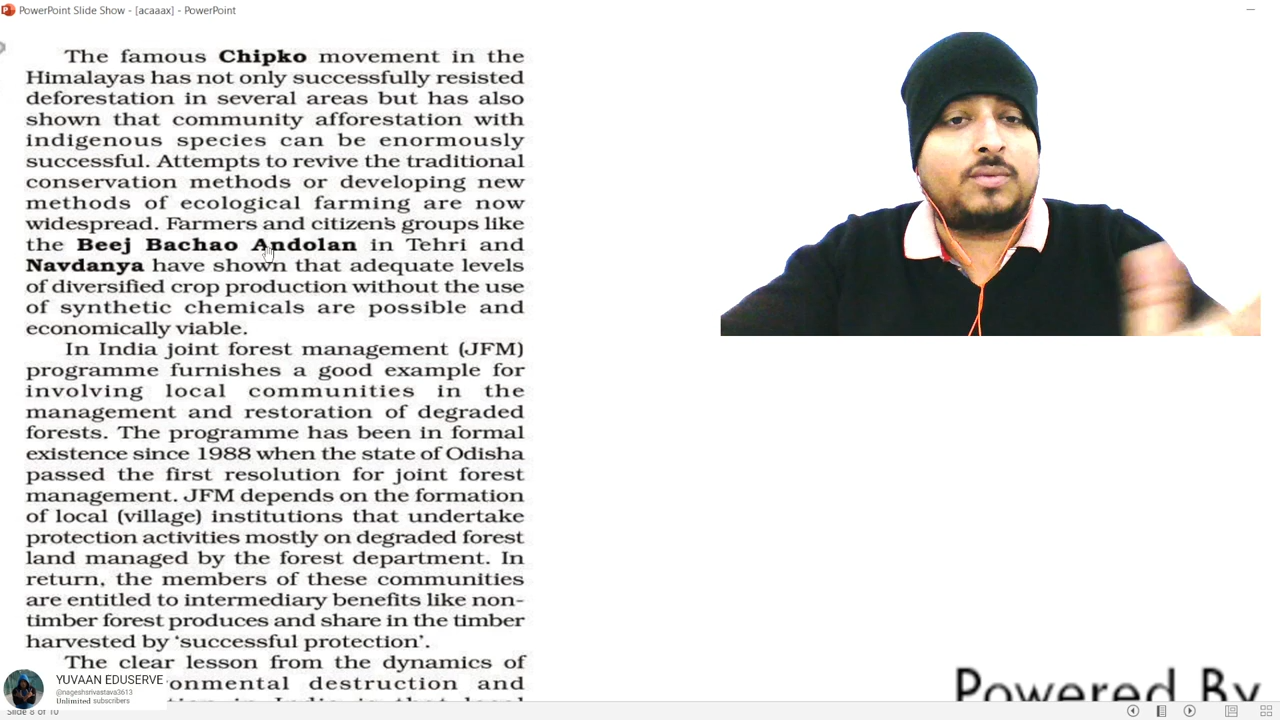 PowerPoint Slide Show - [acaaax] - PowerPoint
The famous Chipko movement in the
Himalayas has not only successfully resisted
deforestation in several areas but has also
shown that community afforestation with
indigenous species can be enormously
successful. Attempts to revive the traditional
conservation methods or developing new
methods of ecological farming are now
widespread. Farmers and citizen's groups like
the Beej Bachao Andolan in Tehri and
Navdanya have shown that adequate levels
of diversified crop production without the use
of synthetic chemicals are possible and
economically viable.
In India joint forest management (JFM)
programme furnishes a good example for
involving local communities in the
management and restoration of degraded
forests. The programme has been in formal
existence since 1988 when the state of Odisha
passed the first resolution for joint forest
management. JFM depends on the formation
of local (village) institutions that undertake
protection activities mostly on degraded forest
land managed by the forest department. In
return, the members of these communities
are entitled to intermediary benefits like non-
timber forest produces and share in the timber
harvested by ‘successful protection’.
The clear lesson from the dynamics of
onmental destruction and
YUVAAN EDUSERVE
@nageshsrivastava3613
Unlimited subscribers
Slide 8 of 10
Powered By